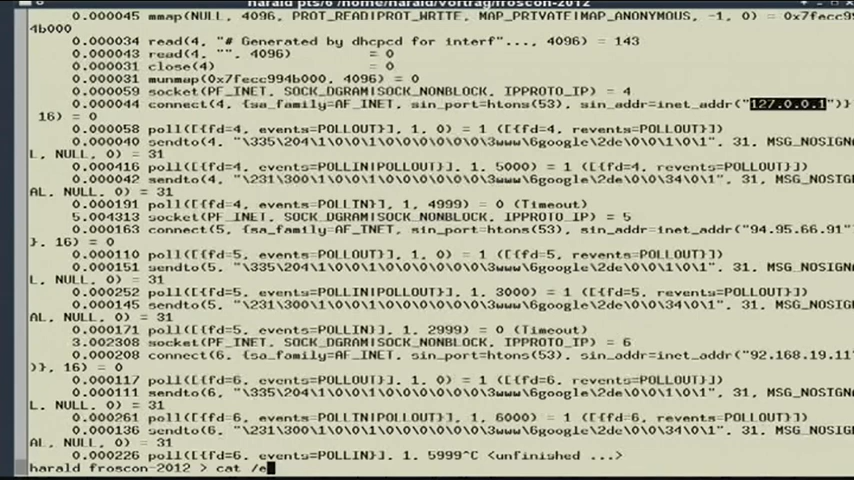 harald pts/6 /home/harald/vortrag/froscon-2012
0.000045 mmap(NULL, 4096, PROT_READ|PROT_WRITE, MAP_PRIVATE|MAP_ANONYMOUS, -1, 0) = 0x7fecc9
94b000
0.000034 read(4, "# Generated by dhcpcd for interf"..., 4096) = 143
0.000043 read(4, "", 4096) = 0
0.000031 close(4) = 0
0.000031 munmap(0x7fecc994b000, 4096) = 0
0.000059 socket(PF_INET, SOCK_DGRAM|SOCK_NONBLOCK, IPPROTO_IP) = 4
0.000044 connect(4, {sa_family=AF_INET, sin_port=htons(53), sin_addr=inet_addr("127.0.0.1")}
16) = 0
0.000058 poll([{fd=4, events=POLLOUT}], 1, 0) = 1 ([{fd=4, revents=POLLOUT}])
0.000040 sendto(4, "\335\204\1\0\0\1\0\0\0\0\0\0\3www\6google\2de\0\0\1\0\1", 31, MSG_NOSIGNA
L, NULL, 0) = 31
0.000416 poll([{fd=4, events=POLLIN|POLLOUT}], 1, 5000) = 1 ([{fd=4, revents=POLLOUT}])
0.000042 sendto(4, "\231\300\1\0\0\1\0\0\0\0\0\0\3www\6google\2de\0\0\34\0\1", 31, MSG_NOSIGN
AL, NULL, 0) = 31
0.000191 poll([{fd=4, events=POLLIN}], 1, 4999) = 0 (Timeout)
5.004313 socket(PF_INET, SOCK_DGRAM|SOCK_NONBLOCK, IPPROTO_IP) = 5
0.000163 connect(5, {sa_family=AF_INET, sin_port=htons(53), sin_addr=inet_addr("94.95.66.91"
)}, 16) = 0
0.000110 poll([{fd=5, events=POLLOUT}], 1, 0) = 1 ([{fd=5, revents=POLLOUT}])
0.000151 sendto(5, "\335\204\1\0\0\1\0\0\0\0\0\0\3www\6google\2de\0\0\1\0\1", 31, MSG_NOSIGNA
L, NULL, 0) = 31
0.000252 poll([{fd=5, events=POLLIN|POLLOUT}], 1, 3000) = 1 ([{fd=5, revents=POLLOUT}])
0.000145 sendto(5, "\231\300\1\0\0\1\0\0\0\0\0\0\3www\6google\2de\0\0\34\0\1", 31, MSG_NOSIGN
AL, NULL, 0) = 31
0.000171 poll([{fd=5, events=POLLIN}], 1, 2999) = 0 (Timeout)
3.002308 socket(PF_INET, SOCK_DGRAM|SOCK_NONBLOCK, IPPROTO_IP) = 6
0.000208 connect(6, {sa_family=AF_INET, sin_port=htons(53), sin_addr=inet_addr("92.168.19.11"
)}, 16) = 0
0.000117 poll([{fd=6, events=POLLOUT}], 1, 0) = 1 ([{fd=6, revents=POLLOUT}])
0.000111 sendto(6, "\335\204\1\0\0\1\0\0\0\0\0\0\3www\6google\2de\0\0\1\0\1", 31, MSG_NOSIGNA
L, NULL, 0) = 31
0.000261 poll([{fd=6, events=POLLIN|POLLOUT}], 1, 6000) = 1 ([{fd=6, revents=POLLOUT}])
0.000136 sendto(6, "\231\300\1\0\0\1\0\0\0\0\0\0\3www\6google\2de\0\0\34\0\1", 31, MSG_NOSIGN
AL, NULL, 0) = 31
0.000226 poll([{fd=6, events=POLLIN}], 1, 5999^C <unfinished ...>
harald froscon-2012 > cat /e